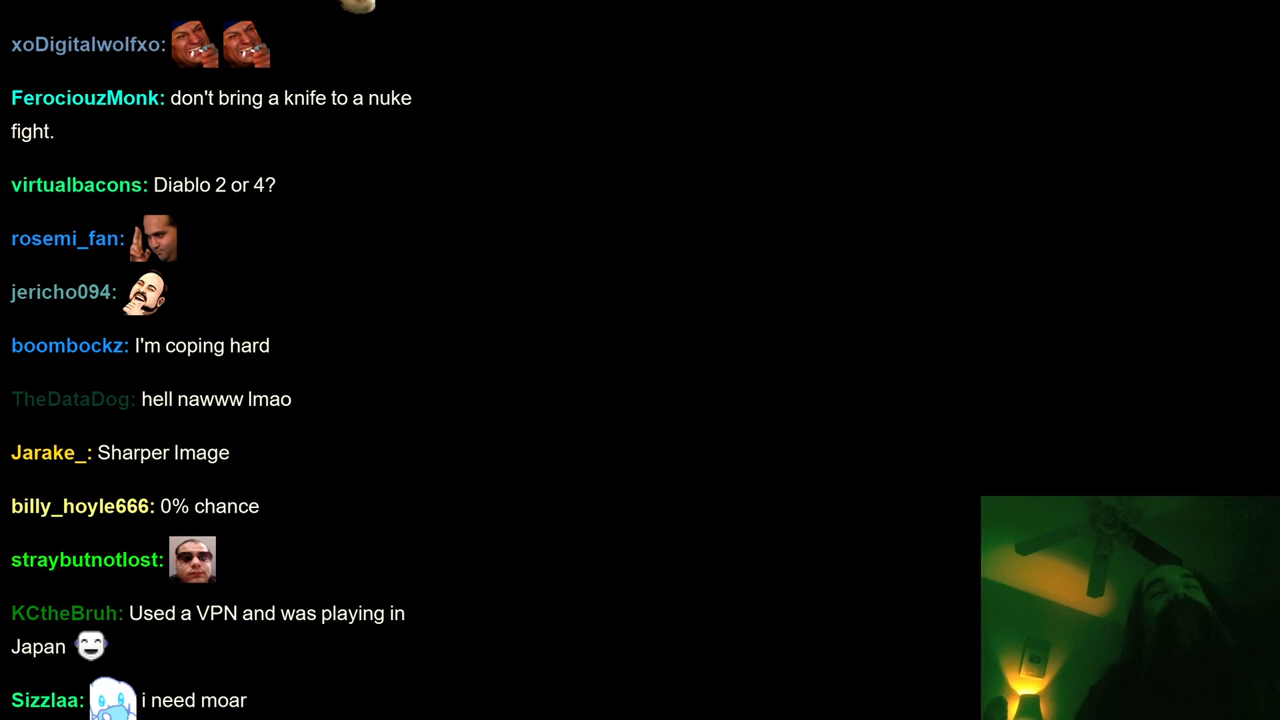 xoDigitalwolfxo:
FerociouzMonk: don't bring a knife to a nuke
fight.
virtualbacons: Diablo 2 or 4?
rosemi_fan:
jericho094:
boombockz: I'm coping hard
TheDataDog: hell nawww lmao
Jarake_: Sharper Image
billy_hoyle666: 0% chance
straybutnotlost:
KCtheBruh: Used a VPN and was playing in
Japan
Sizzlaa: i need moar